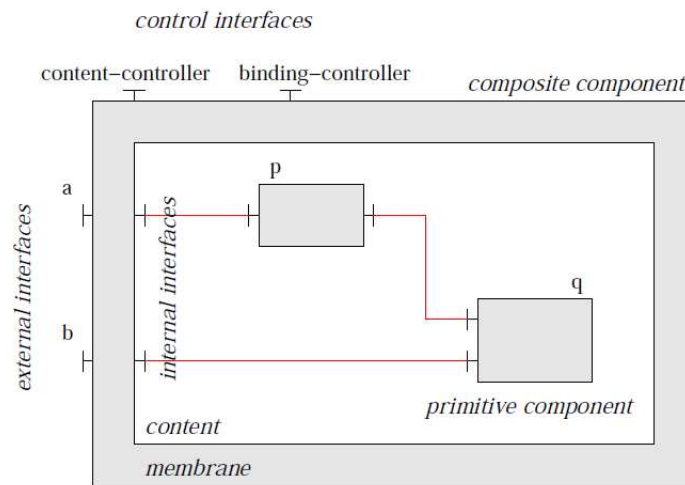 control interfaces
content–controller
binding–controller
composite component
p
a
external interfaces
internal interfaces
q
b
primitive component
content
membrane